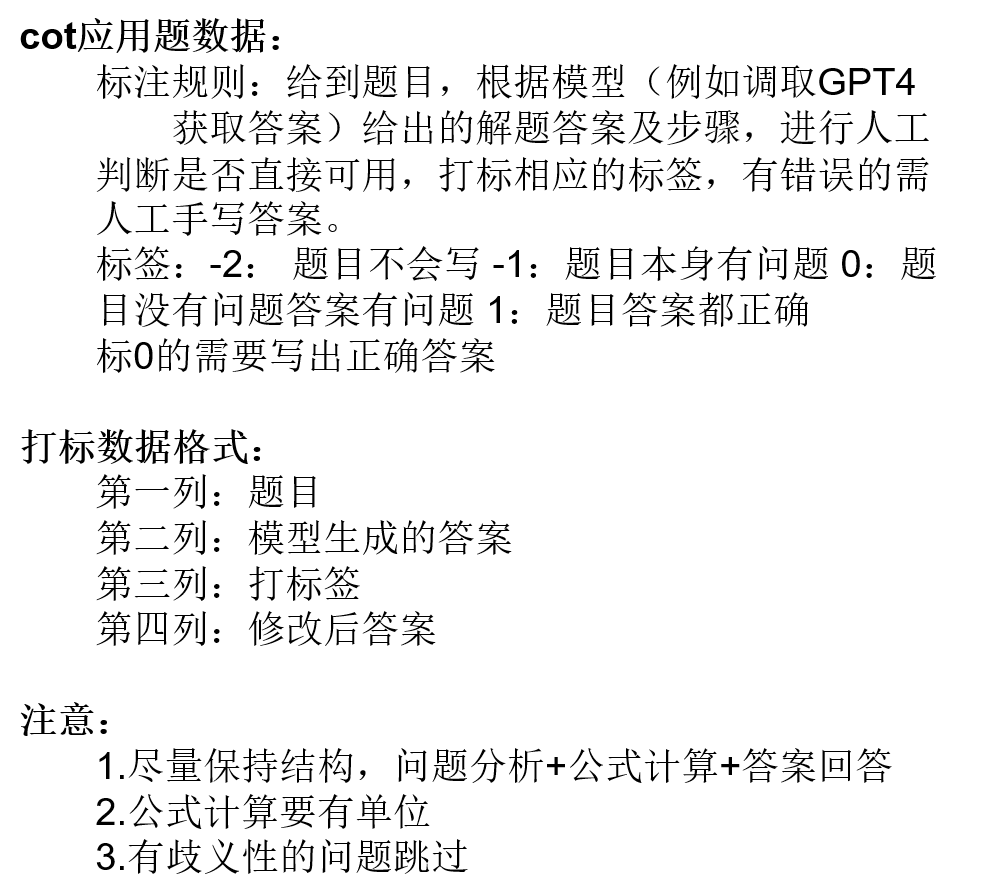 cot应用题数据：
标注规则：给到题目，根据模型（例如调取GPT4
获取答案）给出的解题答案及步骤，进行人工
判断是否直接可用，打标相应的标签，有错误的需
人工手写答案。
标签：-2： 题目不会写 -1：题目本身有问题 0：题
目没有问题答案有问题 1：题目答案都正确
标0的需要写出正确答案
打标数据格式：
第一列：题目
第二列：模型生成的答案
第三列：打标签
第四列：修改后答案
注意：
1.尽量保持结构，问题分析+公式计算+答案回答
2.公式计算要有单位
3.有歧义性的问题跳过